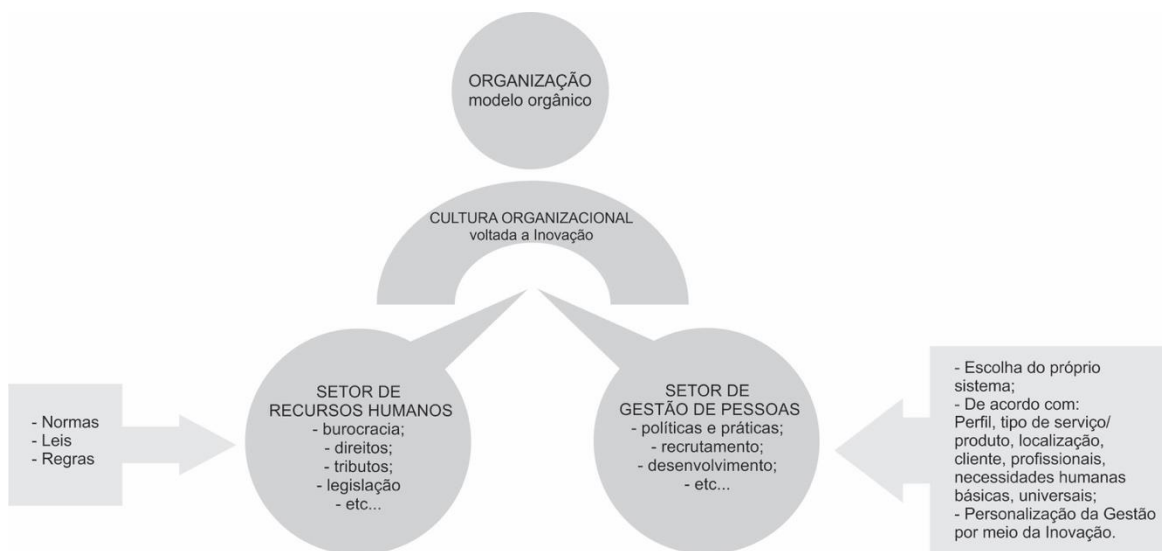 ORGANIZAÇÃO
modelo orgânico
CULTURA ORGANIZACIONAL
voltada a Inovação
- Normas
- Leis
- Regras
SETOR DE
RECURSOS HUMANOS
- burocracia;
- direitos;
- tributos;
- legislação
- etc...
SETOR DE
GESTÃO DE PESSOAS
- políticas e práticas;
- recrutamento;
- desenvolvimento;
- etc...
- Escolha do próprio
sistema;
- De acordo com:
Perfil, tipo de serviço/
produto, localização,
cliente, profissionais,
necessidades humanas
básicas, universais;
- Personalização da Gestão
por meio da Inovação.